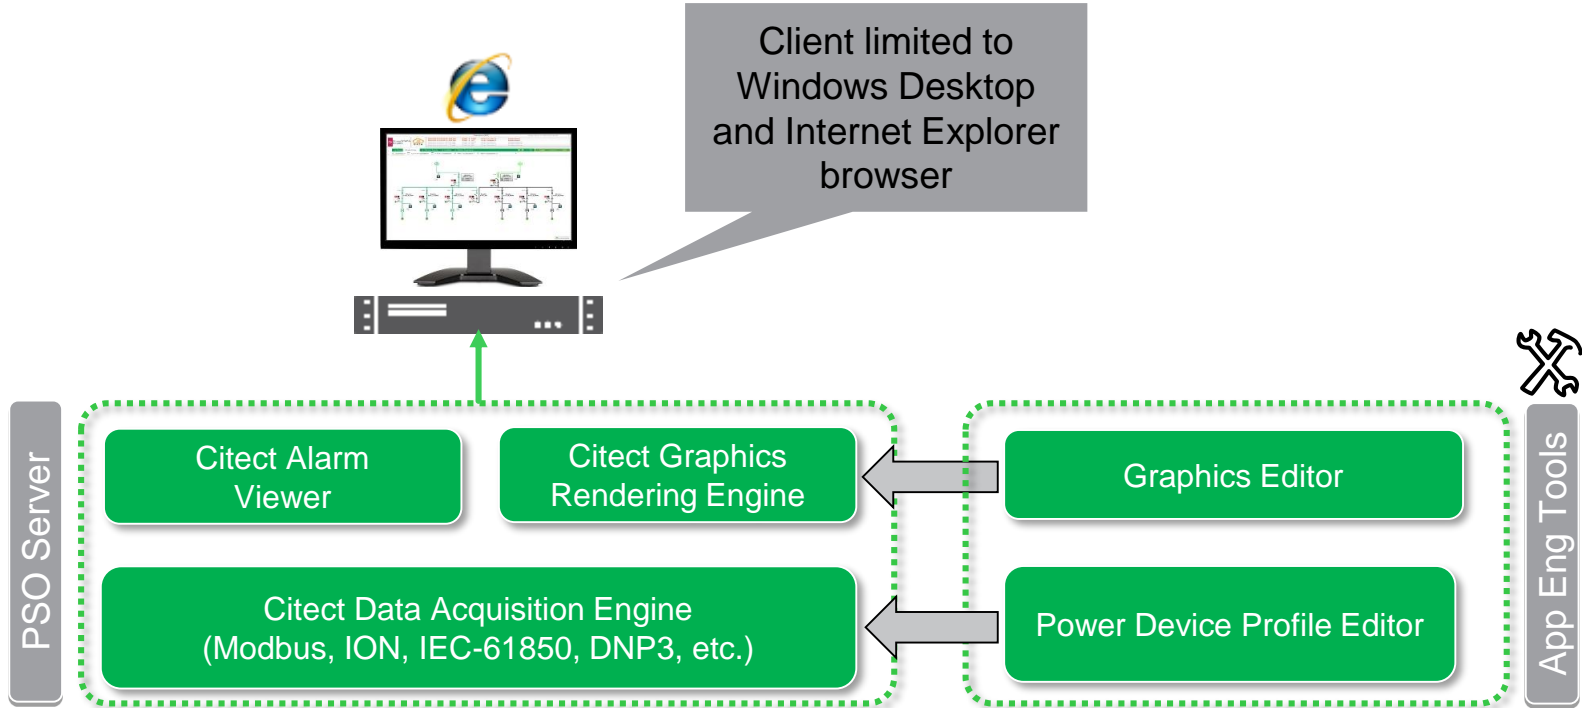 Client limited to
Windows Desktop
and Internet Explorer
browser
PSO Server
Citect Alarm
Viewer
Citect Graphics
Rendering Engine
Graphics Editor
Citect Data Acquisition Engine
(Modbus, ION, IEC-61850, DNP3, etc.)
Power Device Profile Editor
App Eng Tools